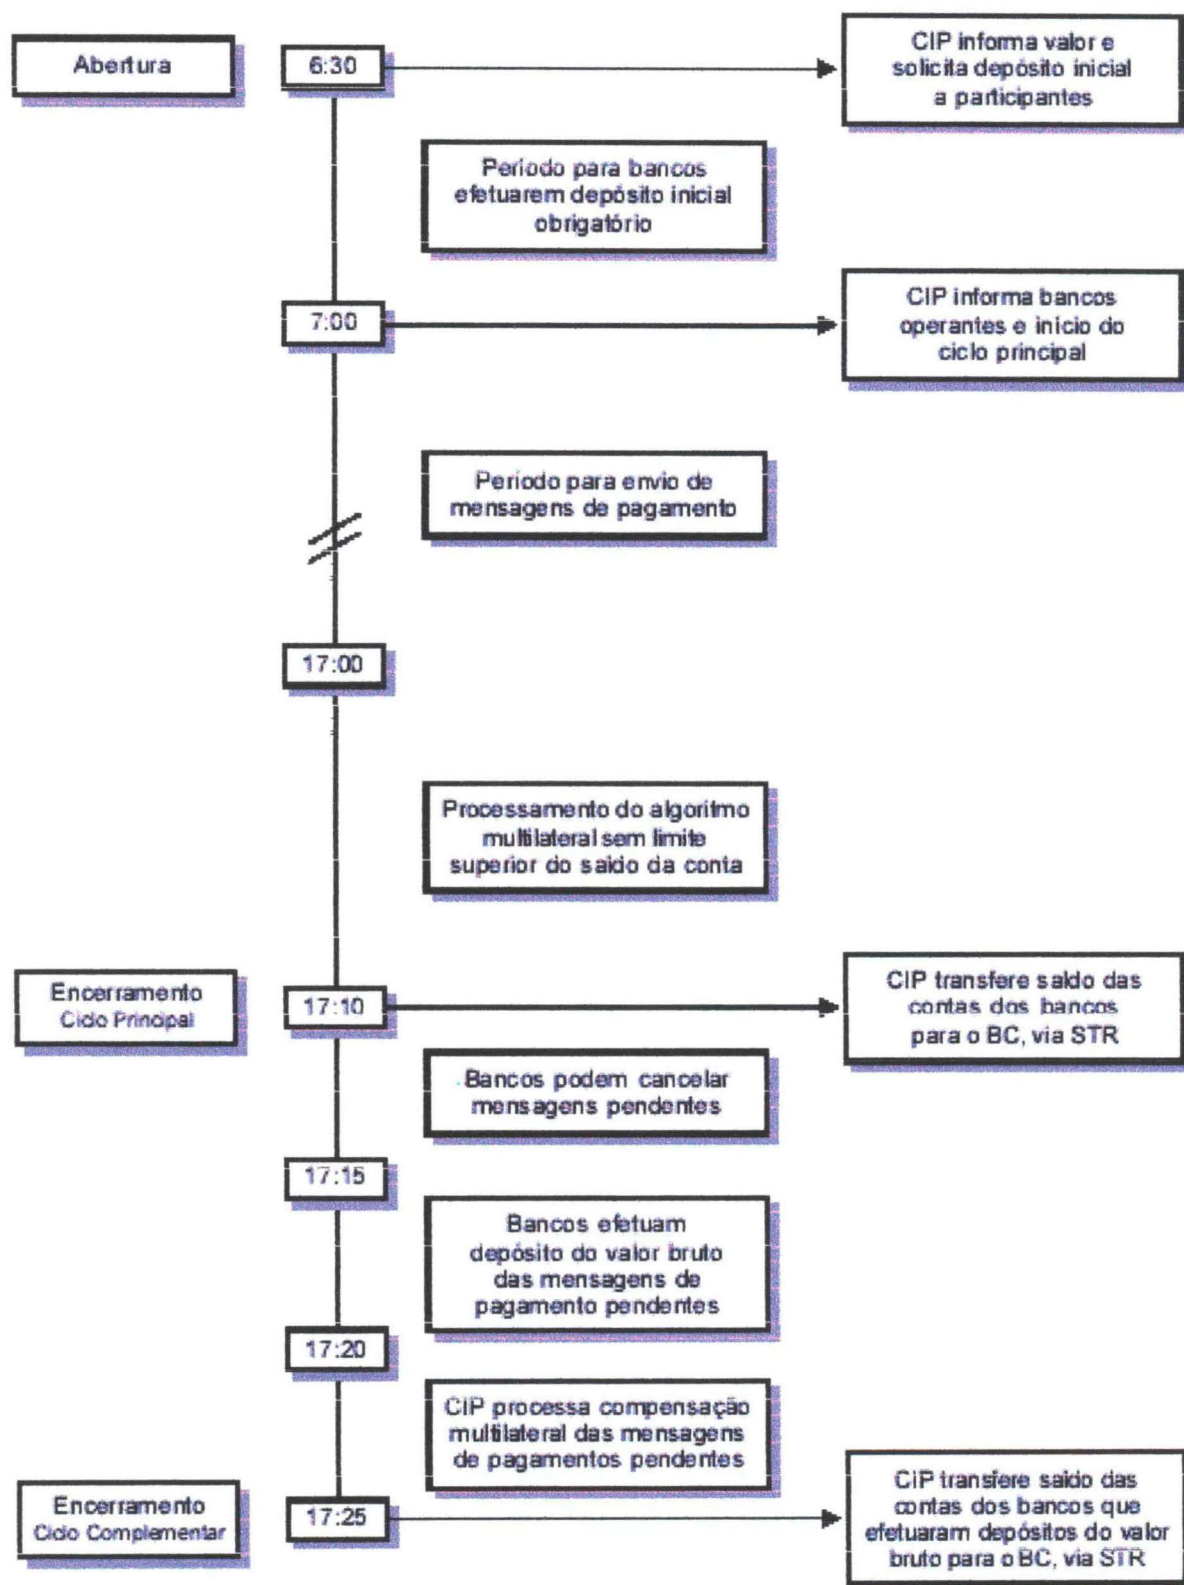 Abertura
6:30
CIP informa valor e
solicita depósito inicial
a participantes
Período para bancos
efetuarem depósito inicial
obrigatório
7:00
CIP informa bancos
operantes e início do
ciclo principal
Período para envio de
mensagens de pagamento
17:00
Processamento do algoritmo
multilateral sem limite
superior do saldo da conta
Encerramento
Ciclo Principal
17:10
CIP transfere saldo das
contas dos bancos
para o BC, via STR
Bancos podem cancelar
mensagens pendentes
17:15
Bancos efetuam
depósito do valor bruto
das mensagens de
pagamento pendentes
17:20
CIP processa compensação
multilateral das mensagens
de pagamentos pendentes
Encerramento
Ciclo Complementar
17:25
CIP transfere saldo das
contas dos bancos que
efetuaram depósitos do valor
bruto para o BC, via STR